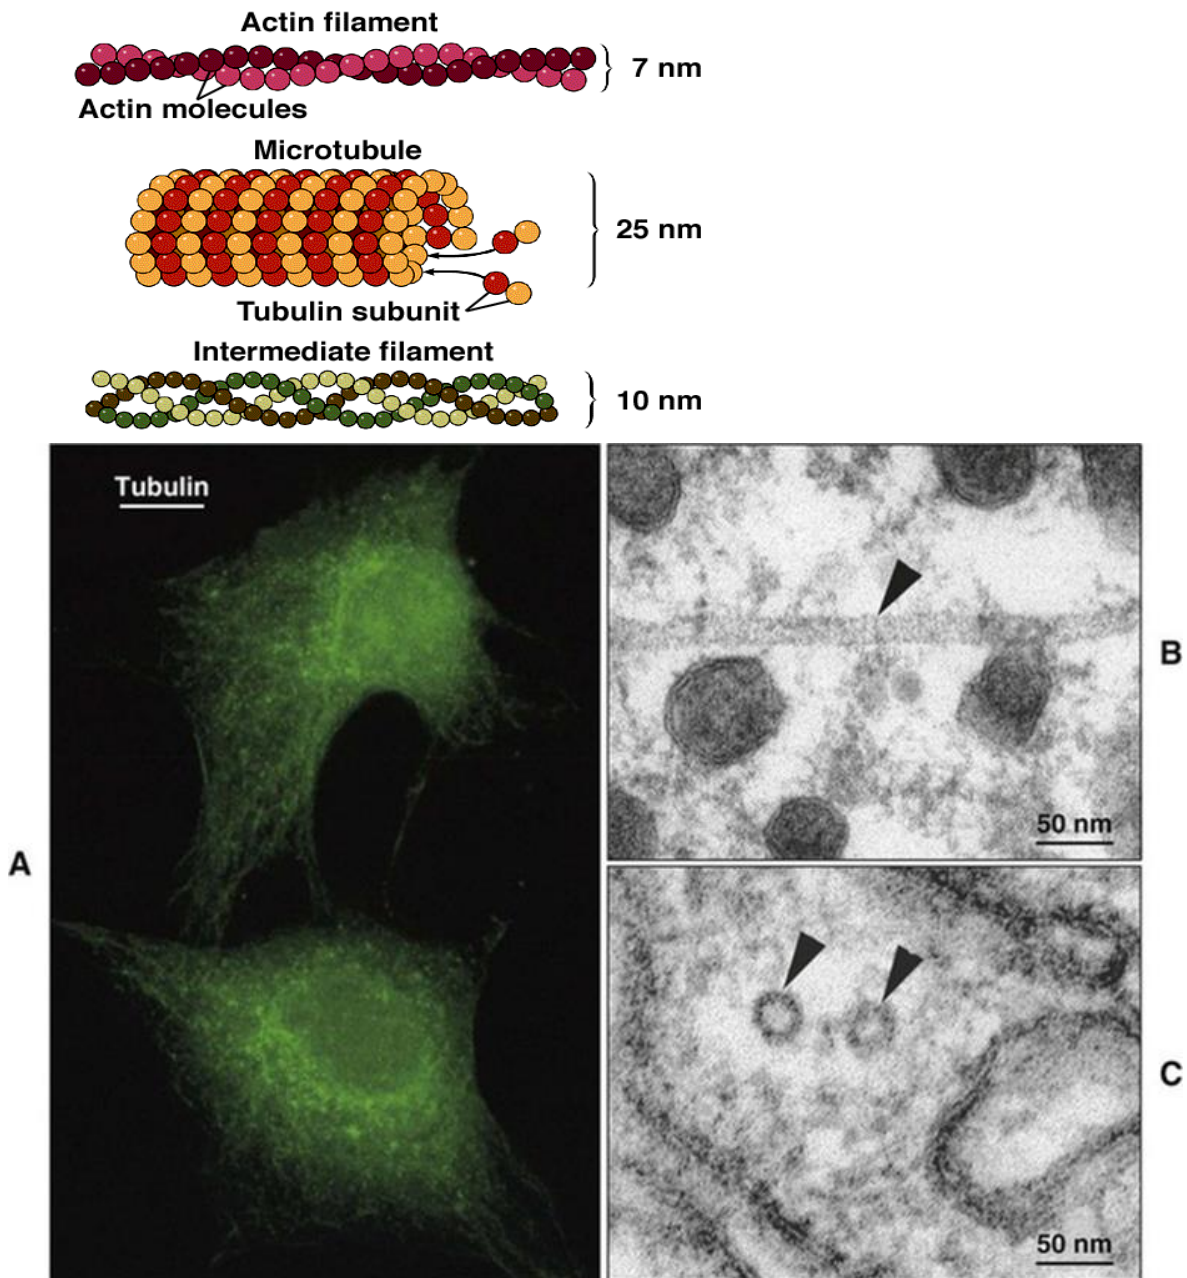 Actin filament
7 nm
Actin molecules
Microtubule
25 nm
Tubulin subunit
Intermediate filament
10 nm
Tubulin
B
50 nm
A
C
50 nm